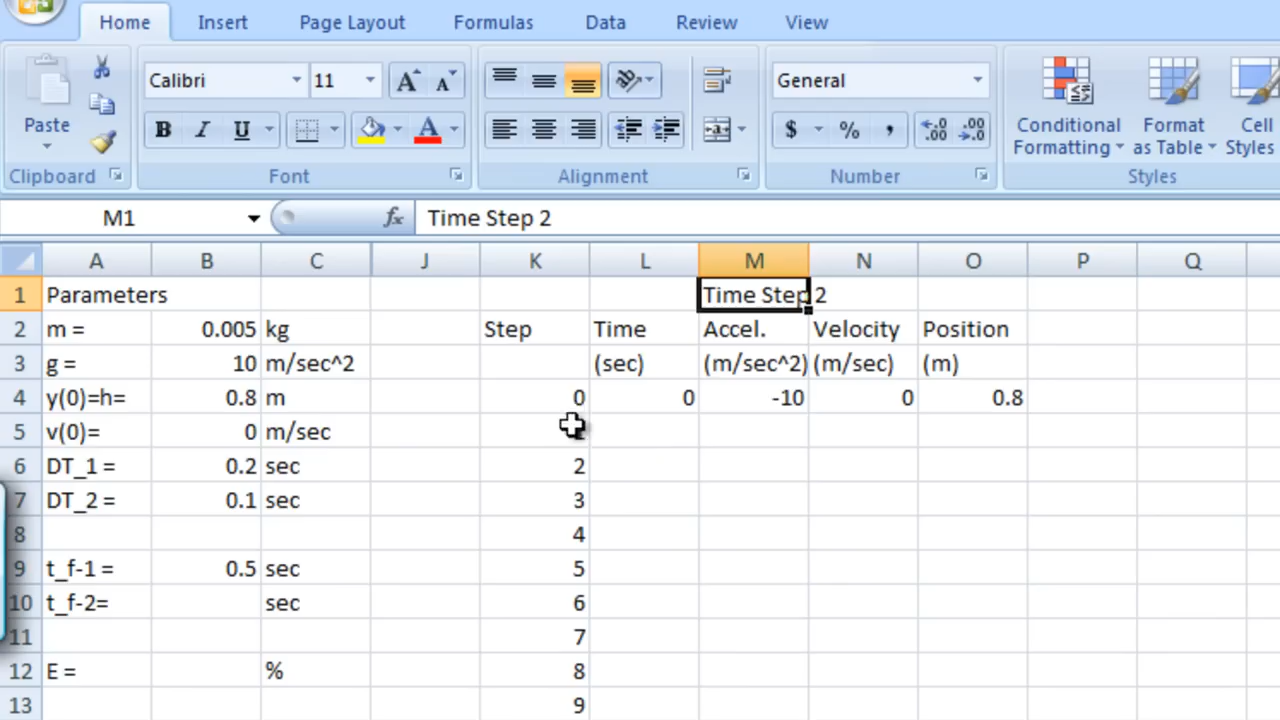 Home Insert Page Layout Formulas Data Review View
Calibri 11 General
Paste Conditional Formatting Format as Table Cell Styles
Clipboard Font Alignment Number Styles
M1 fx Time Step 2
A B C J K L M N O P Q
1 Parameters Time Step 2
2 m = 0.005 kg Step Time Accel. Velocity Position
3 g = 10 m/sec^2 (sec) (m/sec^2) (m/sec) (m)
4 y(0)=h= 0.8 m 0 0 -10 0 0.8
5 v(0)= 0 m/sec
6 DT_1 = 0.2 sec 2
7 DT_2 = 0.1 sec 3
8 4
9 t_f-1 = 0.5 sec 5
10 t_f-2= sec 6
11 7
12 E = % 8
13 9